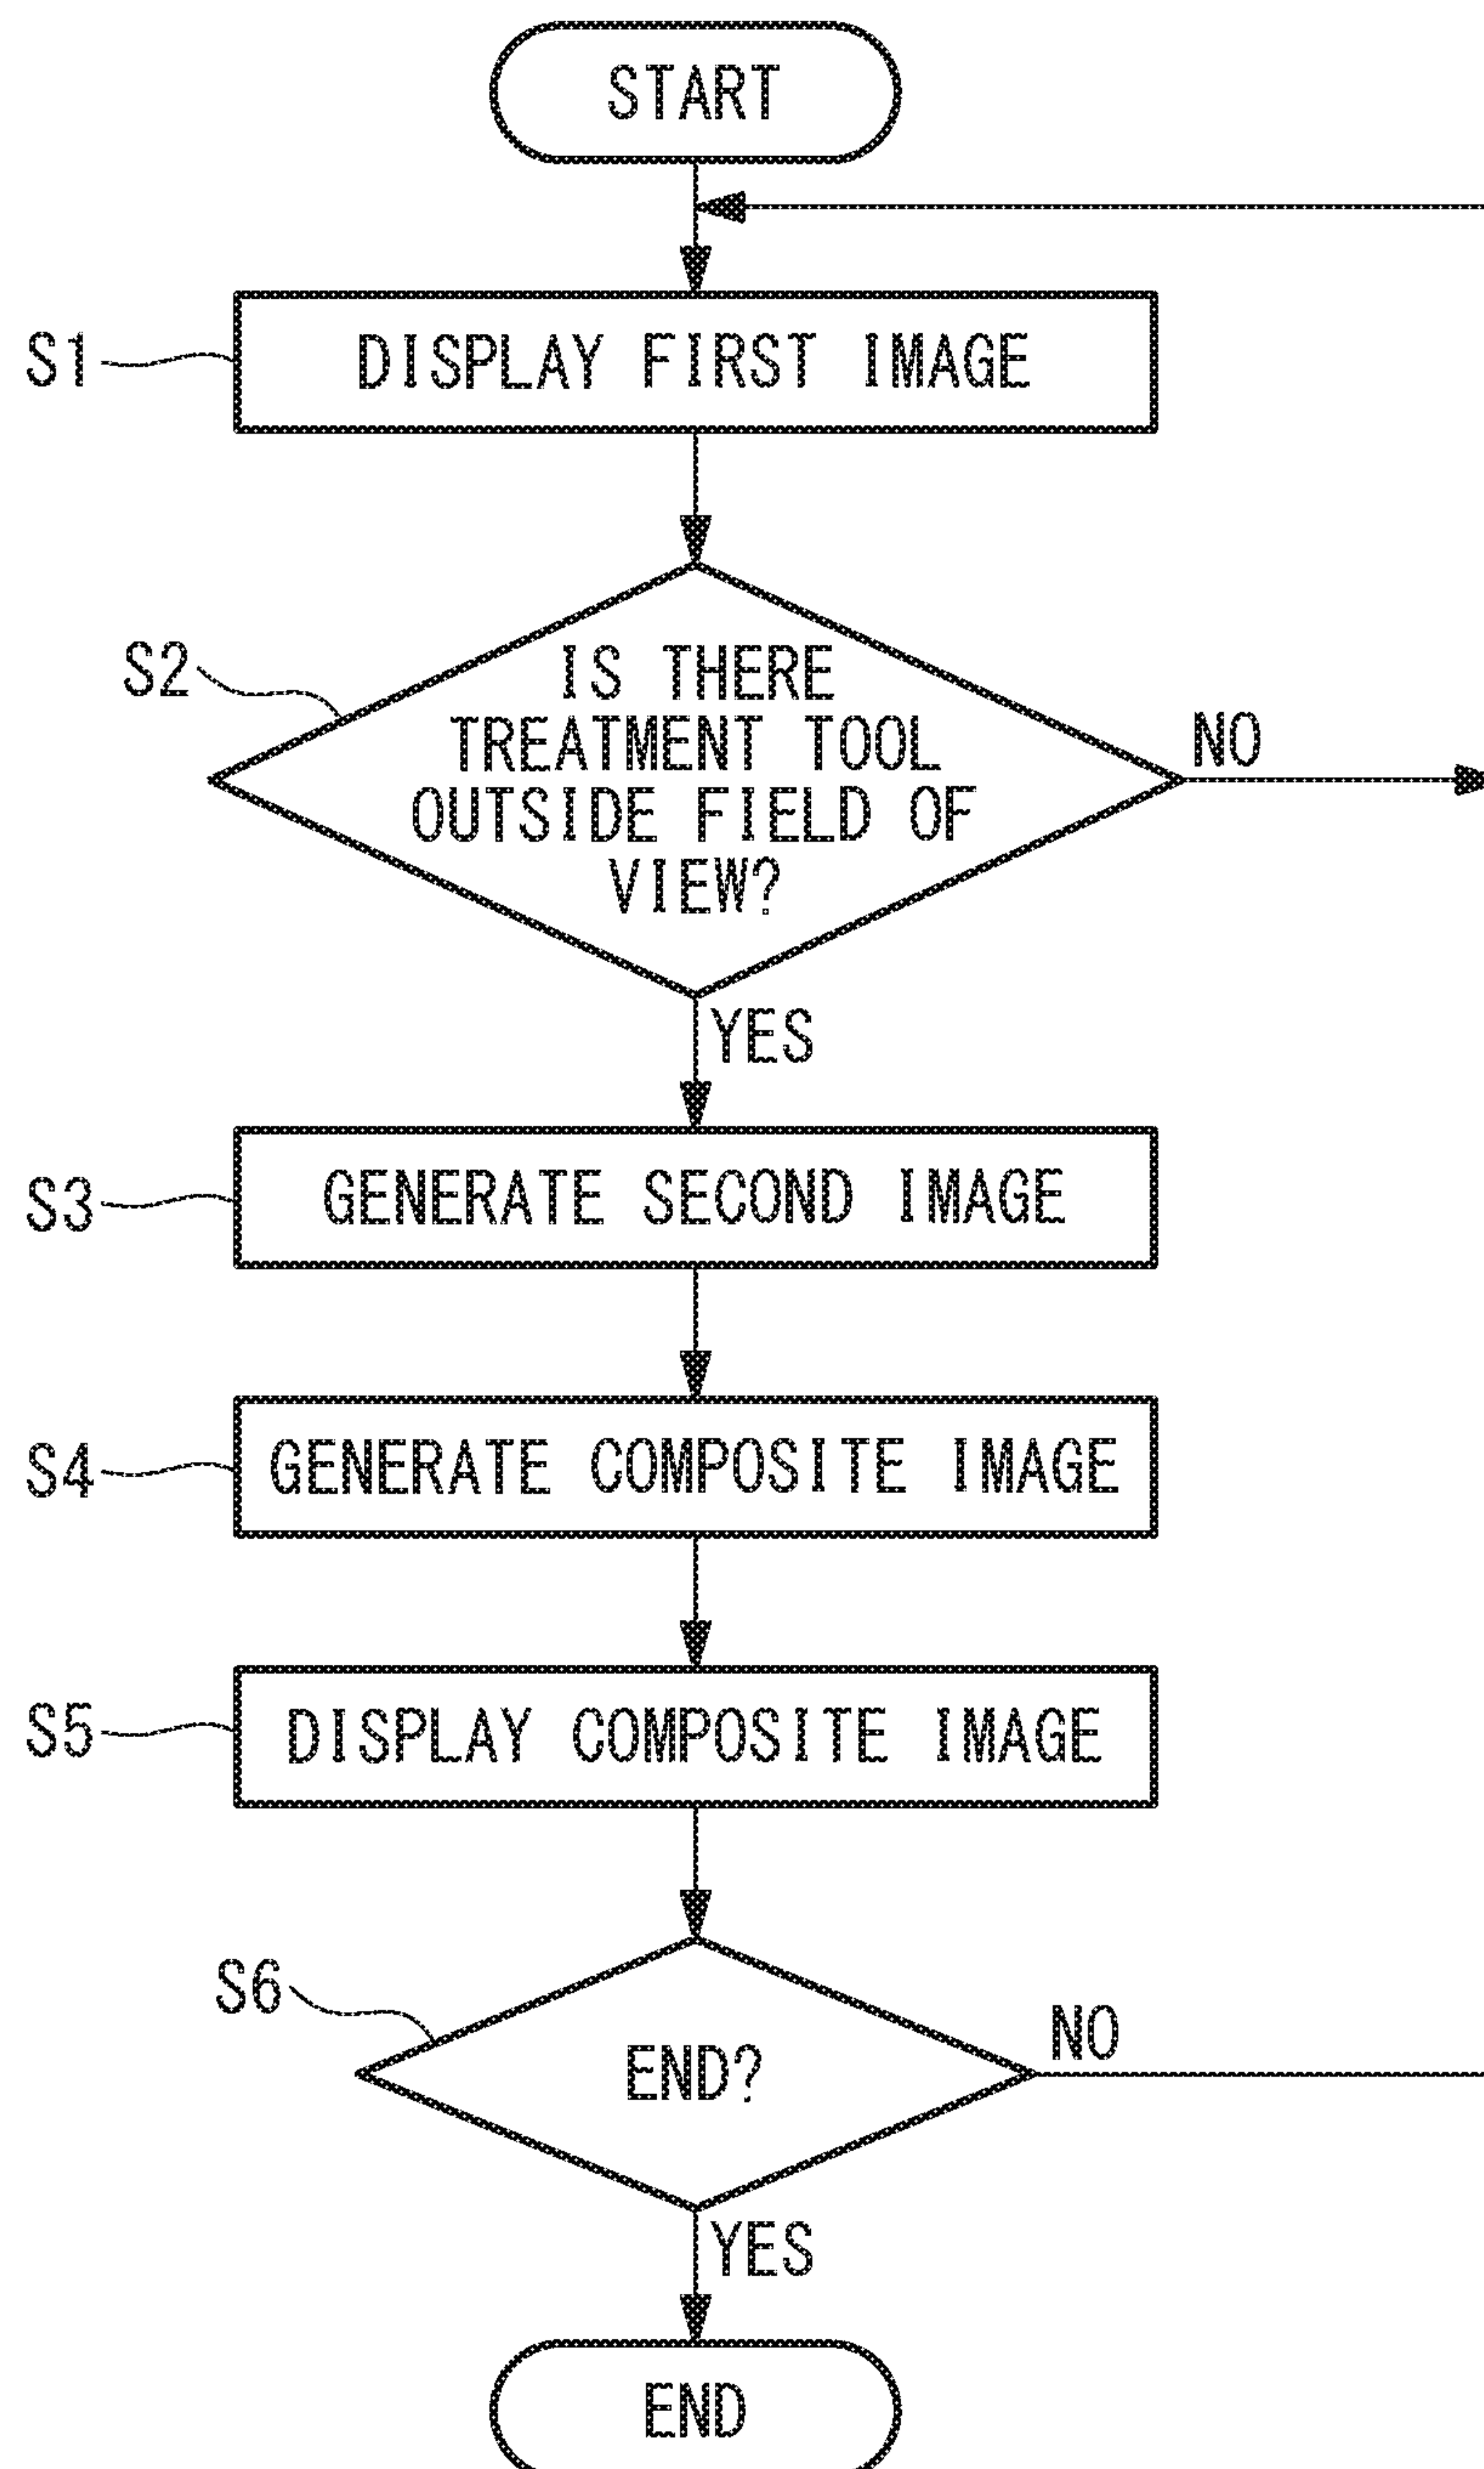 START
S1
DISPLAY FIRST IMAGE
S2
IS THERE
TREATMENT TOOL
OUTSIDE FIELD OF
VIEW?
NO
YES
S3
GENERATE SECOND IMAGE
S4
GENERATE COMPOSITE IMAGE
S5
DISPLAY COMPOSITE IMAGE
S6
END?
NO
YES
END